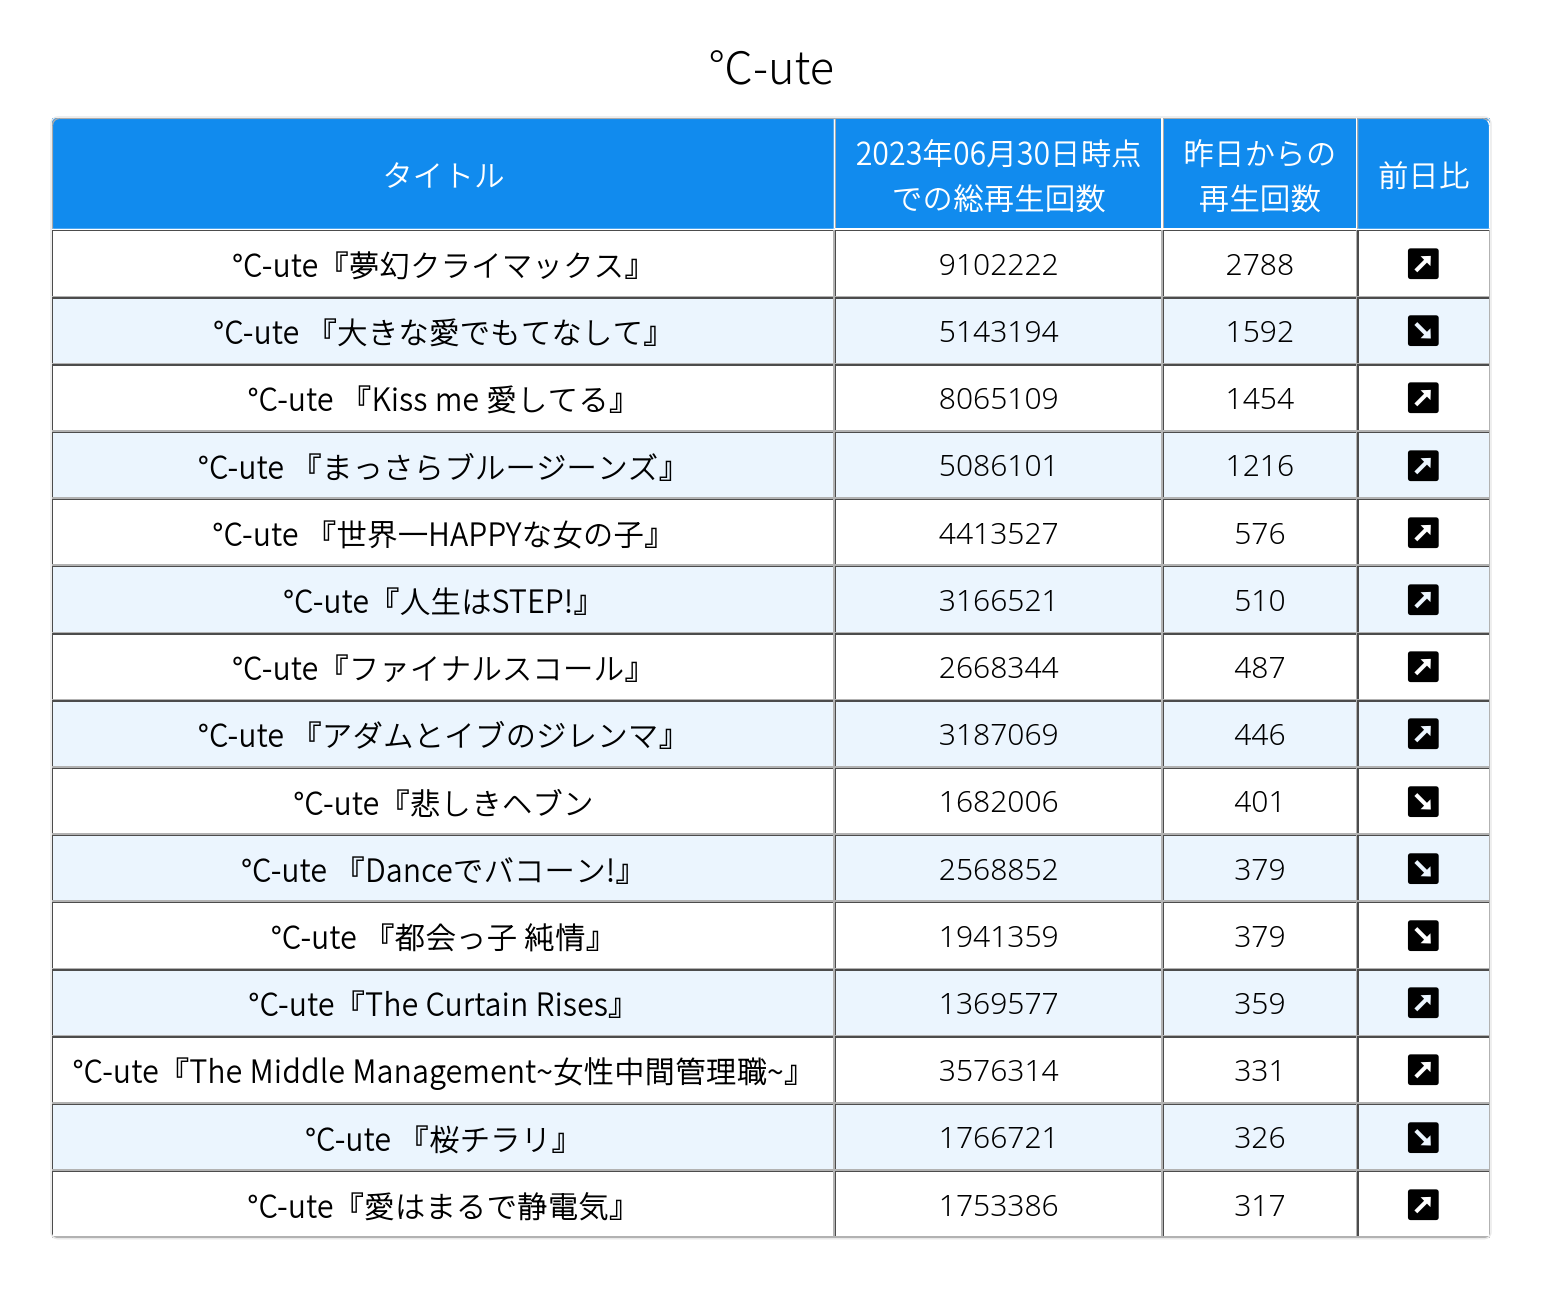 ℃-ute
タイトル 2023年06月30日時点での総再生回数 昨日からの再生回数 前日比
℃-ute『夢幻クライマックス』 9102222 2788 ↗
℃-ute 『大きな愛でもてなして』 5143194 1592 ↘
℃-ute 『Kiss me 愛してる』 8065109 1454 ↗
℃-ute 『まっさらブルージーンズ』 5086101 1216 ↗
℃-ute 『世界一HAPPYな女の子』 4413527 576 ↗
℃-ute『人生はSTEP!』 3166521 510 ↗
℃-ute『ファイナルスコール』 2668344 487 ↗
℃-ute 『アダムとイブのジレンマ』 3187069 446 ↗
℃-ute『悲しきヘブン 1682006 401 ↘
℃-ute 『Danceでバコーン!』 2568852 379 ↘
℃-ute 『都会っ子 純情』 1941359 379 ↘
℃-ute『The Curtain Rises』 1369577 359 ↗
℃-ute『The Middle Management~女性中間管理職~』 3576314 331 ↗
℃-ute 『桜チラリ』 1766721 326 ↘
℃-ute『愛はまるで静電気』 1753386 317 ↗